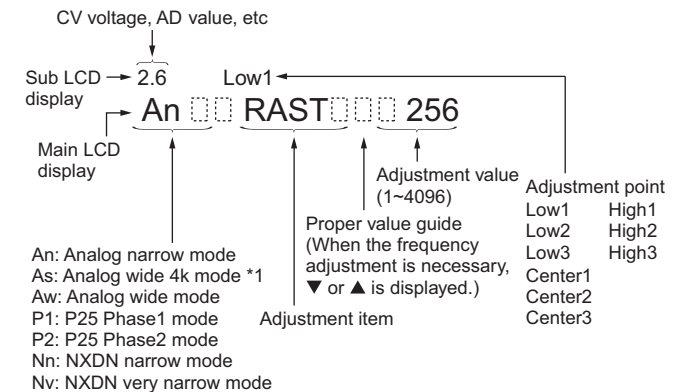 CV voltage, AD value, etc
Sub LCD display
2.6
Low1
Main LCD display
An RAST 256
Adjustment value
(1~4096)
Proper value guide
(When the frequency
adjustment is necessary,
▼ or ▲ is displayed.)
Adjustment item
Adjustment point
Low1 High1
Low2 High2
Low3 High3
Center1
Center2
Center3
An: Analog narrow mode
As: Analog wide 4k mode *1
Aw: Analog wide mode
P1: P25 Phase1 mode
P2: P25 Phase2 mode
Nn: NXDN narrow mode
Nv: NXDN very narrow mode